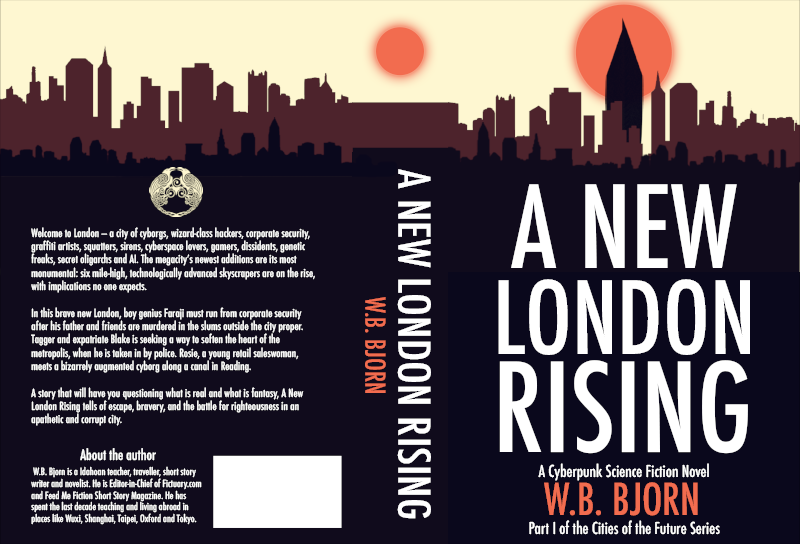 Welcome to London – a city of cyborgs, wizard-class hackers, corporate security,
graffiti artists, squatters, sirens, cyberspace lovers, gamers, dissidents, genetic
freaks, secret oligarchs and AI. The megacity's newest additions are its most
monumental: six mile-high, technologically advanced skyscrapers are on the rise,
with implications no one expects.
In this brave new London, boy genius Faraji must run from corporate security
after his father and friends are murdered in the slums outside the city proper.
Tagger and expatriate Blake is seeking a way to soften the heart of the
metropolis, when he is taken in by police. Rosie, a young retail saleswoman,
meets a bizarrely augmented cyborg along a canal in Reading.
A story that will have you questioning what is real and what is fantasy, A New
London Rising tells of escape, bravery, and the battle for righteousness in an
apathetic and corrupt city.
About the author
W.B. Bjorn is a Idahoan teacher, traveller, short story
writer and novelist. He is Editor-in-Chief of Fictuary.com
and Feed Me Fiction Short Story Magazine. He has
spent the last decade teaching and living abroad in
places like Wuxi, Shanghai, Taipei, Oxford and Tokyo.
A NEW LONDON RISING
W.B. BJORN
A NEW
LONDON
RISING
A Cyberpunk Science Fiction Novel
W.B. BJORN
Part I of the Cities of the Future Series